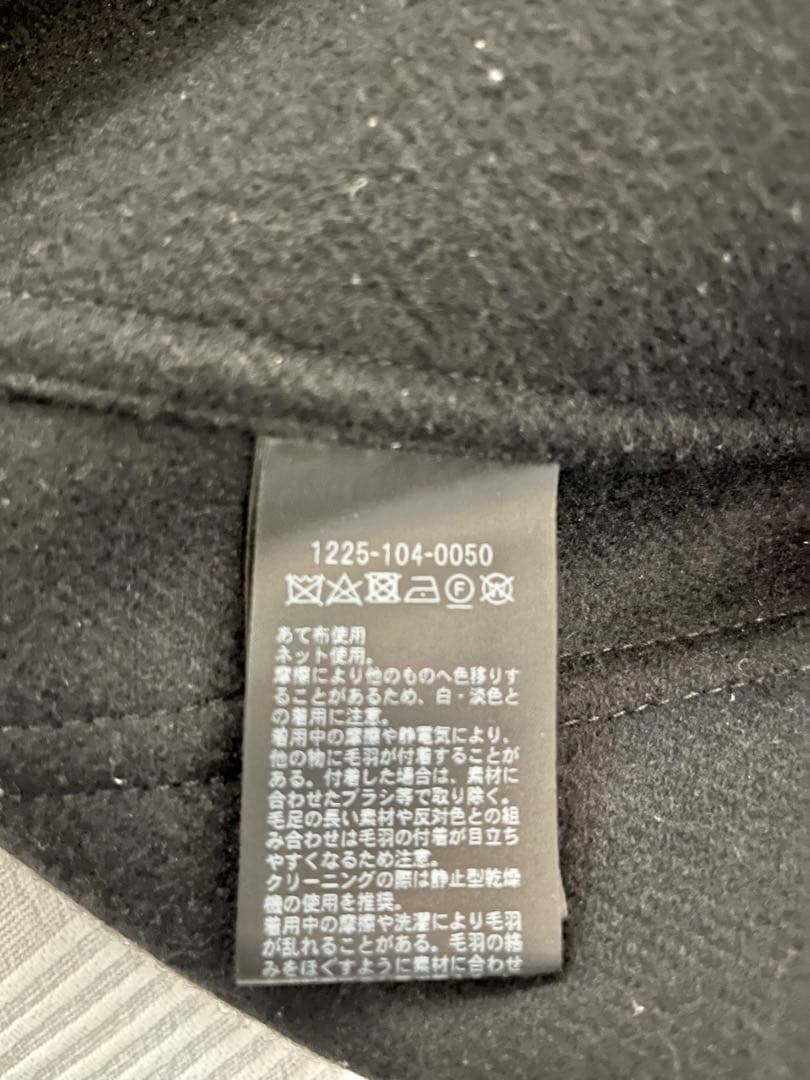 1225-104-0050
あて布使用
ネット使用。
摩擦により他のものへ色移りす
ることがあるため、白・淡色と
の着用に注意。
着用中の摩擦や静電気により、
他の物に毛羽が付着することが
ある。付着した場合は、素材に
合わせたブラシ等で取り除く。
毛足の長い素材や反対色との組
み合わせは毛羽の付着が目立ち
やすくなるため注意。
クリーニングの際は静止型乾燥
機の使用を推奨。
着用中の摩擦や洗濯により毛羽
が乱れることがある。毛羽の絡
みをほぐすように素材に合わせ